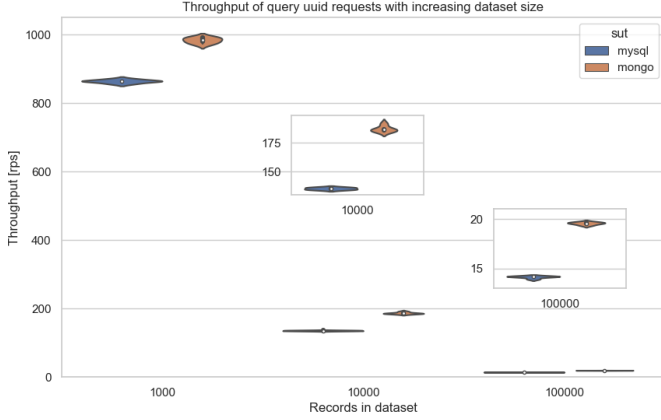 Throughput of query uuid requests with increasing dataset size
1000
800
600
400
200
0
Throughput [rps]
sut
mysql
mongo
175
150
10000
20
15
100000
1000
10000
100000
Records in dataset